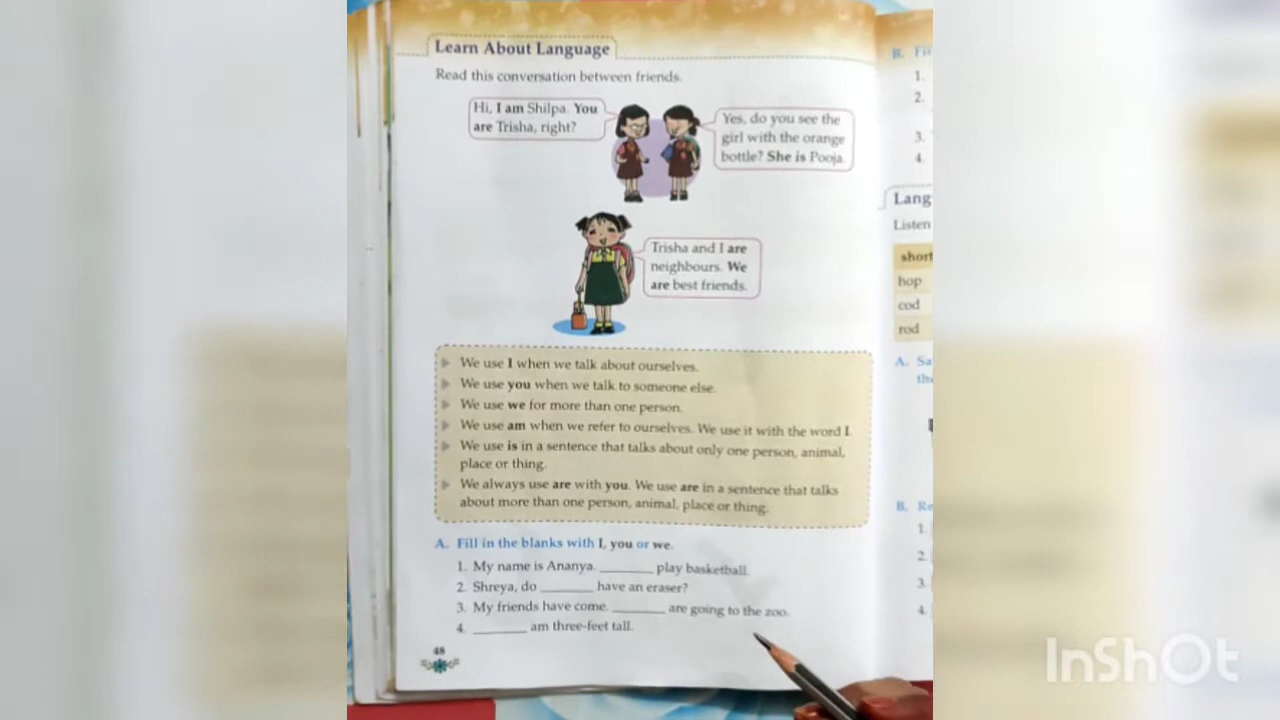 Learn About Language
Read this conversation between friends.
Hi, I am Shilpa. You
are Trisha, right?
Yes, do you see the
girl with the orange
bottle? She is Pooja.
Trisha and I are
neighbours. We
are best friends.
We use I when we talk about ourselves.
We use you when we talk to someone else.
We use we for more than one person.
We use am when we refer to ourselves. We use it with the word I.
We use is in a sentence that talks about only one person, animal,
place or thing.
We always use are with you. We use are in a sentence that talks
about more than one person, animal, place or thing.
A. Fill in the blanks with I, you or we.
1. My name is Ananya. ______ play basketball.
2. Shreya, do ______ have an eraser?
3. My friends have come. ______ are going to the zoo.
4. ______ am three-feet tall.
48
B.
1.
2.
3.
4.
Lang
Listen
short
hop
cod
rod
A. Sa
the
B. Re
1.
2.
3.
4.
InShOt